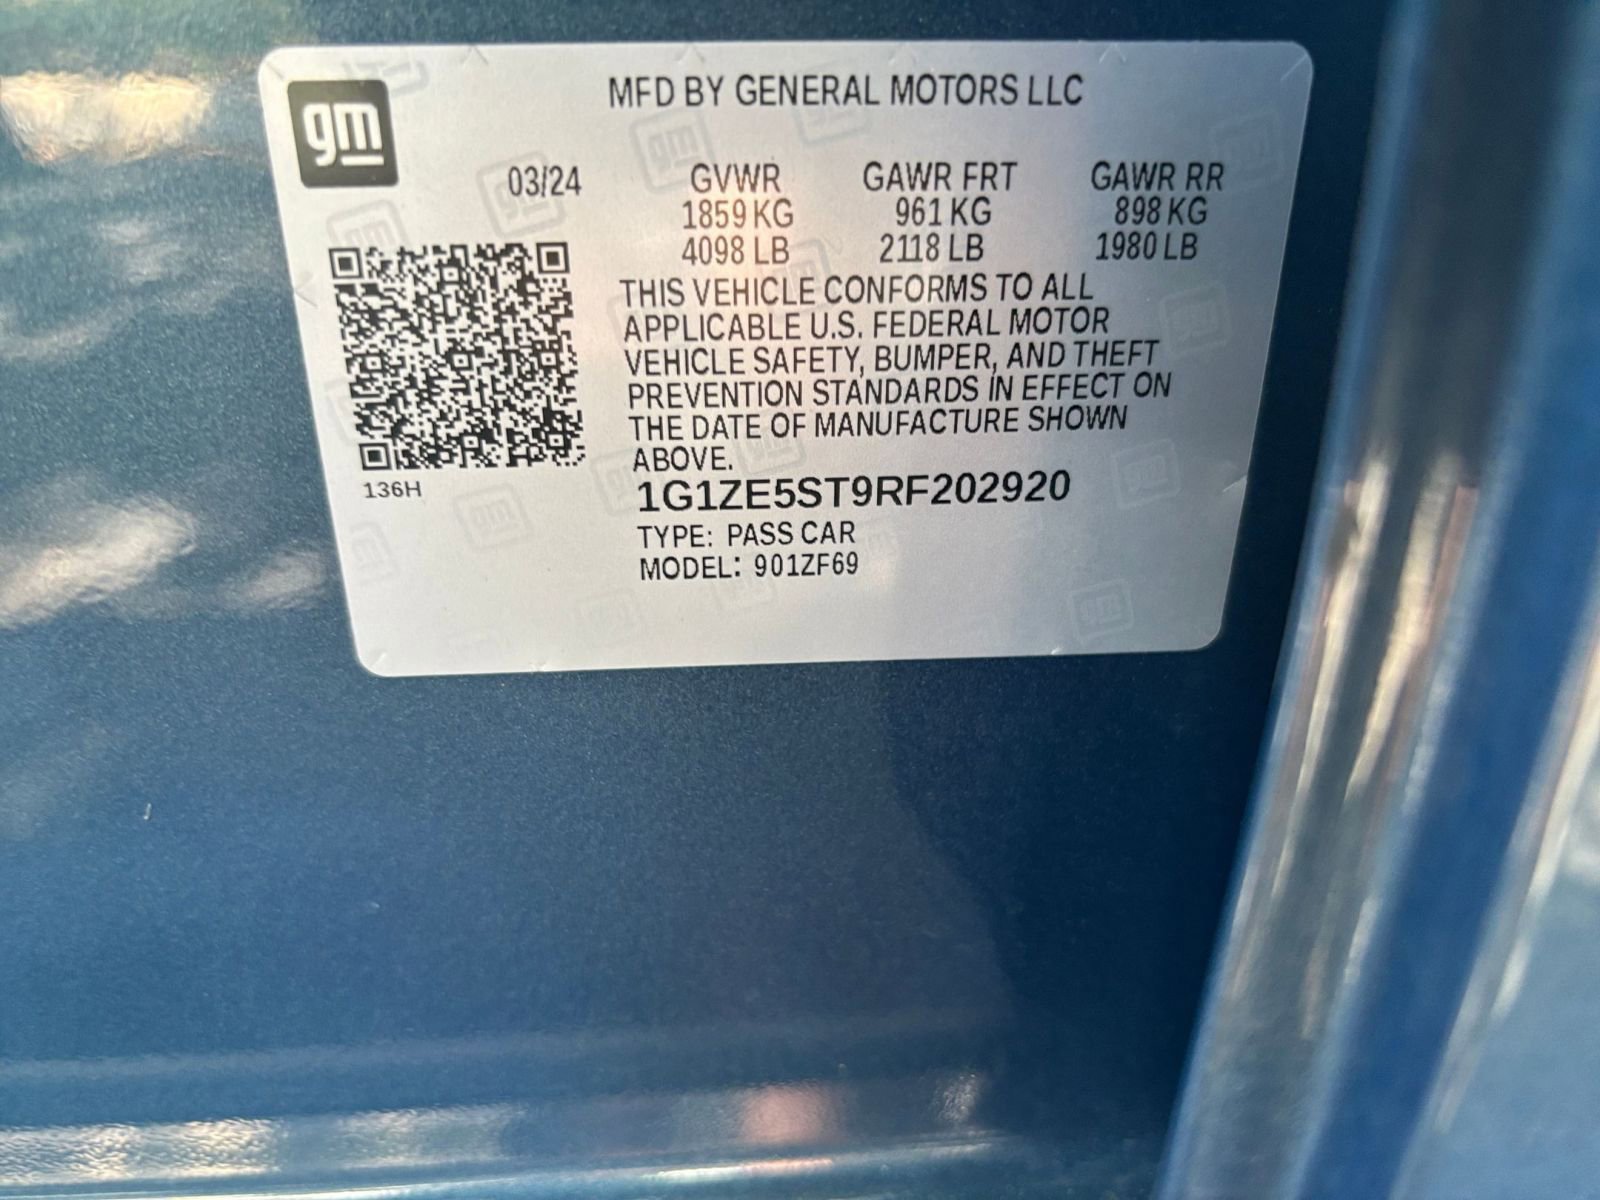 gm
MFD BY GENERAL MOTORS LLC
03/24 GVWR GAWR FRT GAWR RR
1859 KG 961 KG 898 KG
4098 LB 2118 LB 1980 LB
THIS VEHICLE CONFORMS TO ALL
APPLICABLE U.S. FEDERAL MOTOR
VEHICLE SAFETY, BUMPER, AND THEFT
PREVENTION STANDARDS IN EFFECT ON
THE DATE OF MANUFACTURE SHOWN
ABOVE.
136H
1G1ZE5ST9RF202920
TYPE: PASS CAR
MODEL: 901ZF69